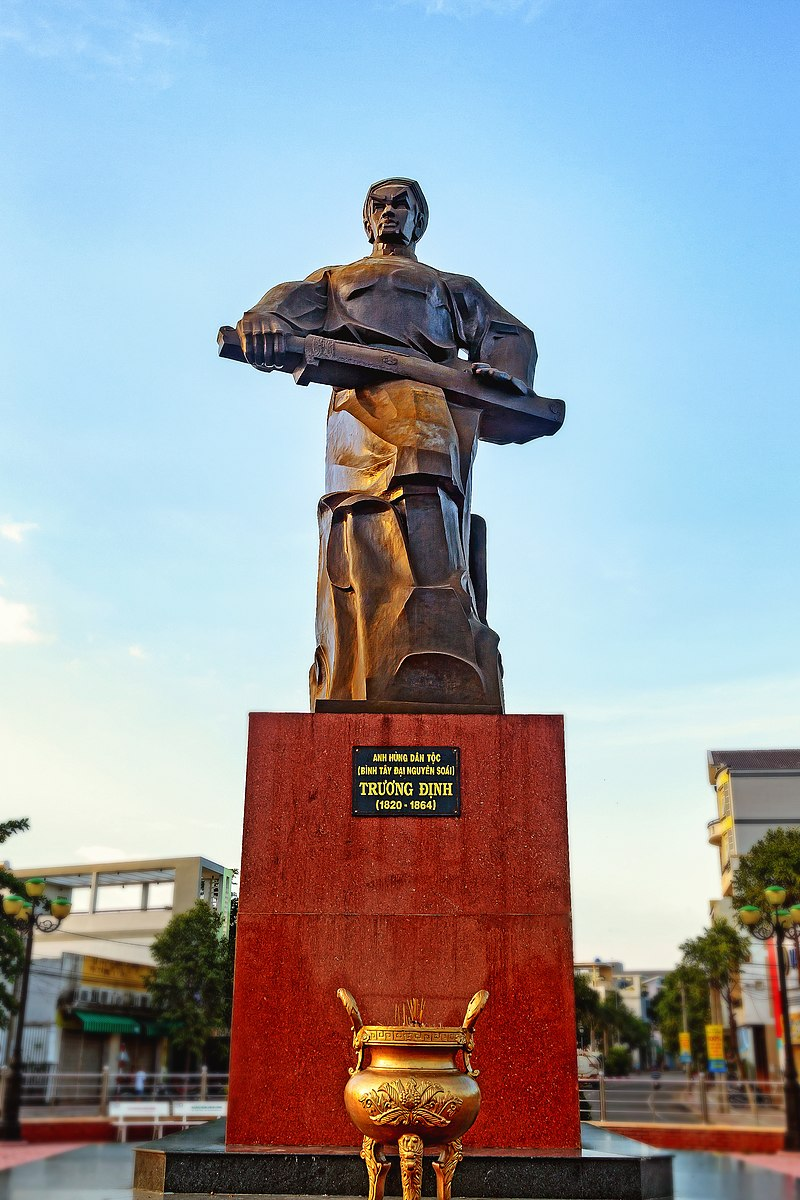 ANH HÙNG DÂN TỘC
(BÌNH TÂY ĐẠI NGUYÊN SOÁI)
TRƯƠNG ĐỊNH
(1820 - 1864)